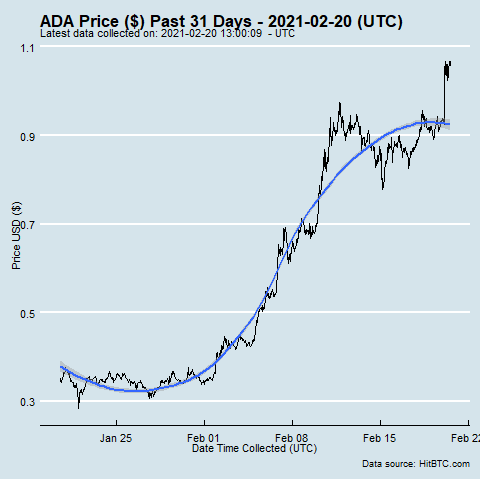 ADA Price ($) Past 31 Days - 2021-02-20 (UTC)
Latest data collected on: 2021-02-20 13:00:09 - UTC
1.1
0.9
0.7
0.5
0.3
Price USD ($)
Jan 25
Feb 01
Feb 08
Feb 15
Feb 22
Date Time Collected (UTC)
Data source: HitBTC.com